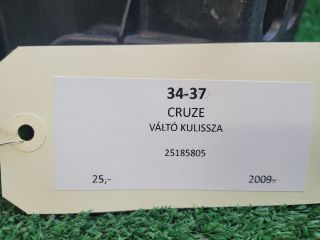 34-37
CRUZE
VÁLTÓ KULISSZA
25185805
25,- 2009-